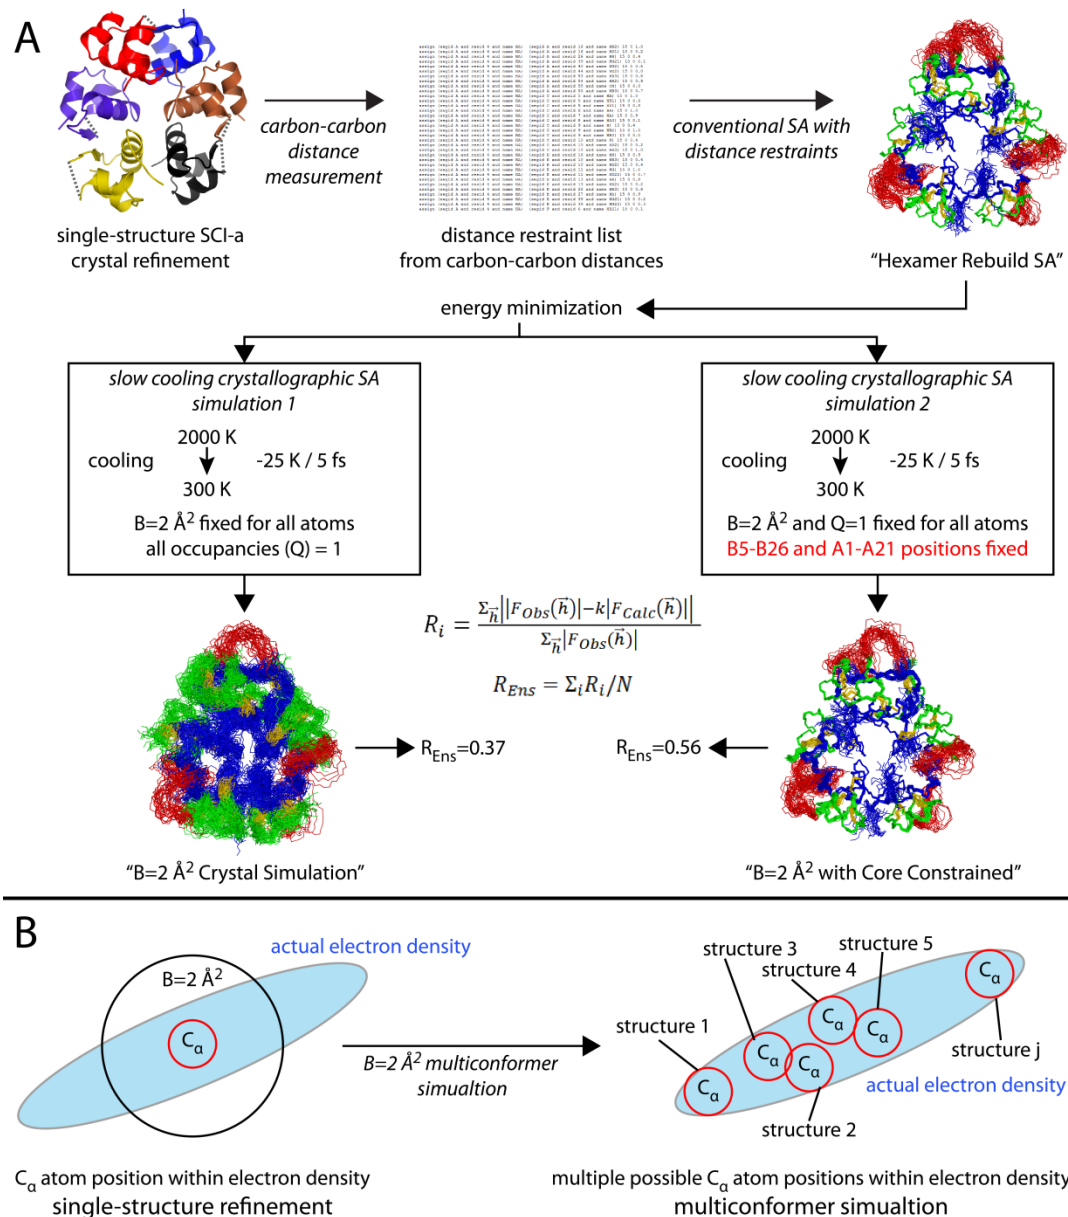 A
carbon-carbon
distance
measurement
conventional SA with
distance restraints
single-structure SCI-a
crystal refinement
distance restraint list
from carbon-carbon distances
"Hexamer Rebuild SA"
energy minimization
slow cooling crystallographic SA
simulation 1
2000 K
cooling
-25 K / 5 fs
300 K
B=2 Å² fixed for all atoms
all occupancies (Q) = 1
slow cooling crystallographic SA
simulation 2
2000 K
cooling
-25 K / 5 fs
300 K
B=2 Å² and Q=1 fixed for all atoms
B5-B26 and A1-A21 positions fixed
R_i = Σ_h⃗ ||F_Obs(h⃗)|−k|F_Calc(h⃗)|| / Σ_h⃗ |F_Obs(h⃗)|
R_Ens = Σ_i R_i/N
R_Ens=0.37
R_Ens=0.56
"B=2 Å² Crystal Simulation"
"B=2 Å² with Core Constrained"
B
actual electron density
B=2 Å²
Cα
B=2 Å² multiconformer
simualtion
structure 1
structure 3
structure 4
structure 5
Cα
Cα
Cα
Cα
Cα
Cα
structure j
actual electron density
structure 2
Cα atom position within electron density
single-structure refinement
multiple possible Cα atom positions within electron density
multiconformer simualtion